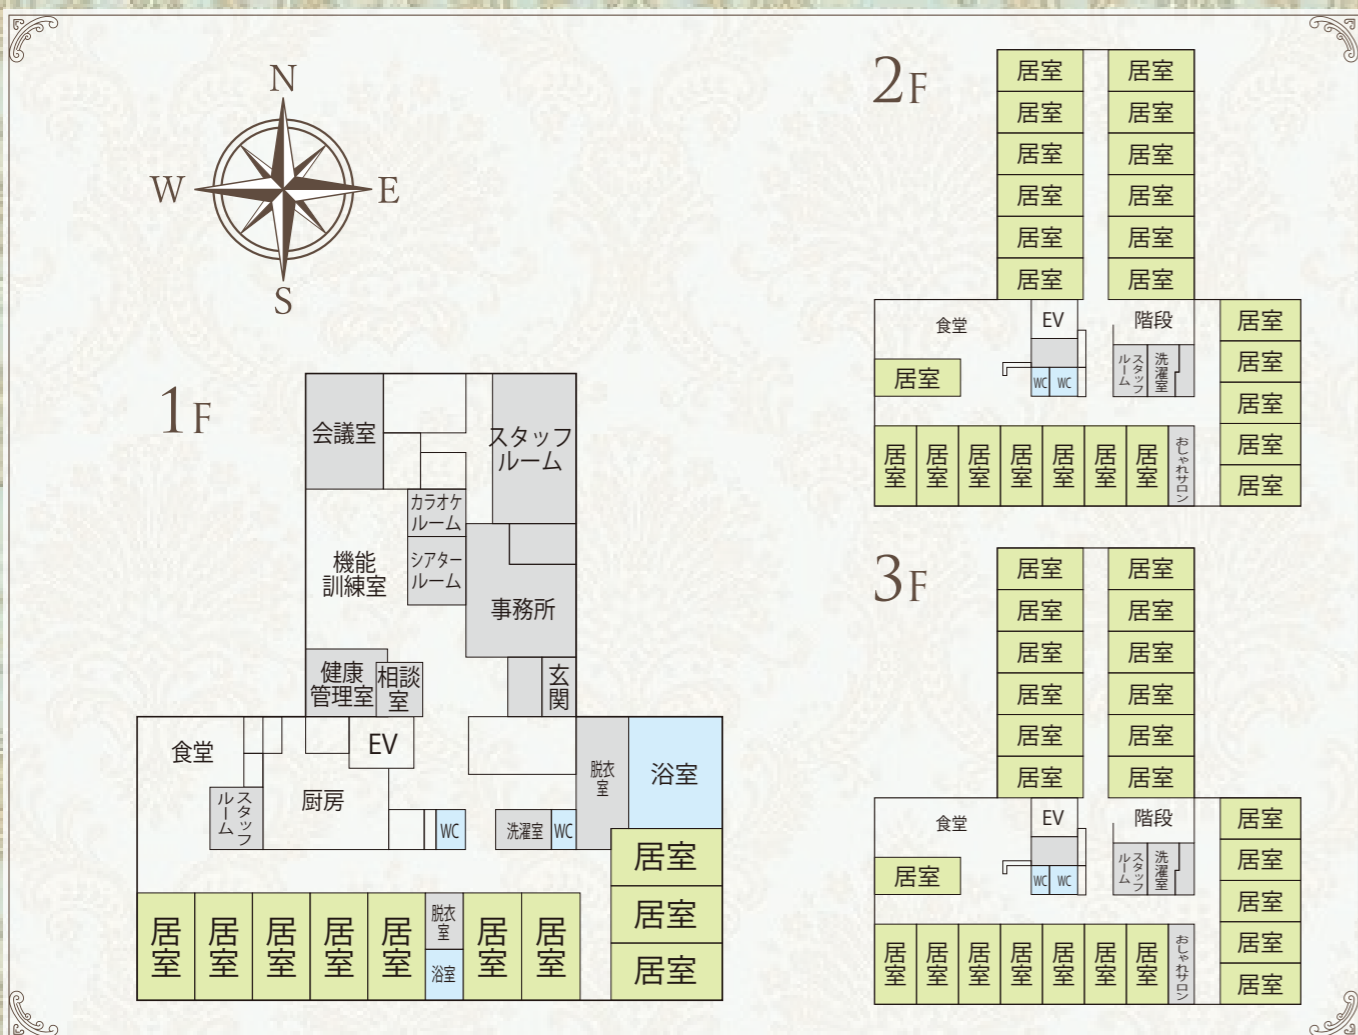 N
W
E
S
1F
会議室
スタッフ
ルーム
カラオケ
ルーム
機能
訓練室
シアター
ルーム
事務所
健康
管理室
相談
室
玄関
食堂
EV
脱衣
室
浴室
スタッフ
ルーム
厨房
WC
洗濯室
WC
居室
居室
居室
居室
居室
居室
居室
居室
脱衣
室
浴室
居室
居室
2F
居室
居室
居室
居室
居室
居室
居室
居室
居室
居室
居室
居室
食堂
EV
階段
居室
居室
居室
居室
居室
居室
WC
WC
スタッフ
ルーム
洗濯室
居室
居室
居室
居室
居室
居室
居室
おしゃれサロン
3F
居室
居室
居室
居室
居室
居室
居室
居室
居室
居室
居室
居室
食堂
EV
階段
居室
居室
居室
居室
居室
居室
WC
WC
スタッフ
ルーム
洗濯室
居室
居室
居室
居室
居室
居室
居室
おしゃれサロン